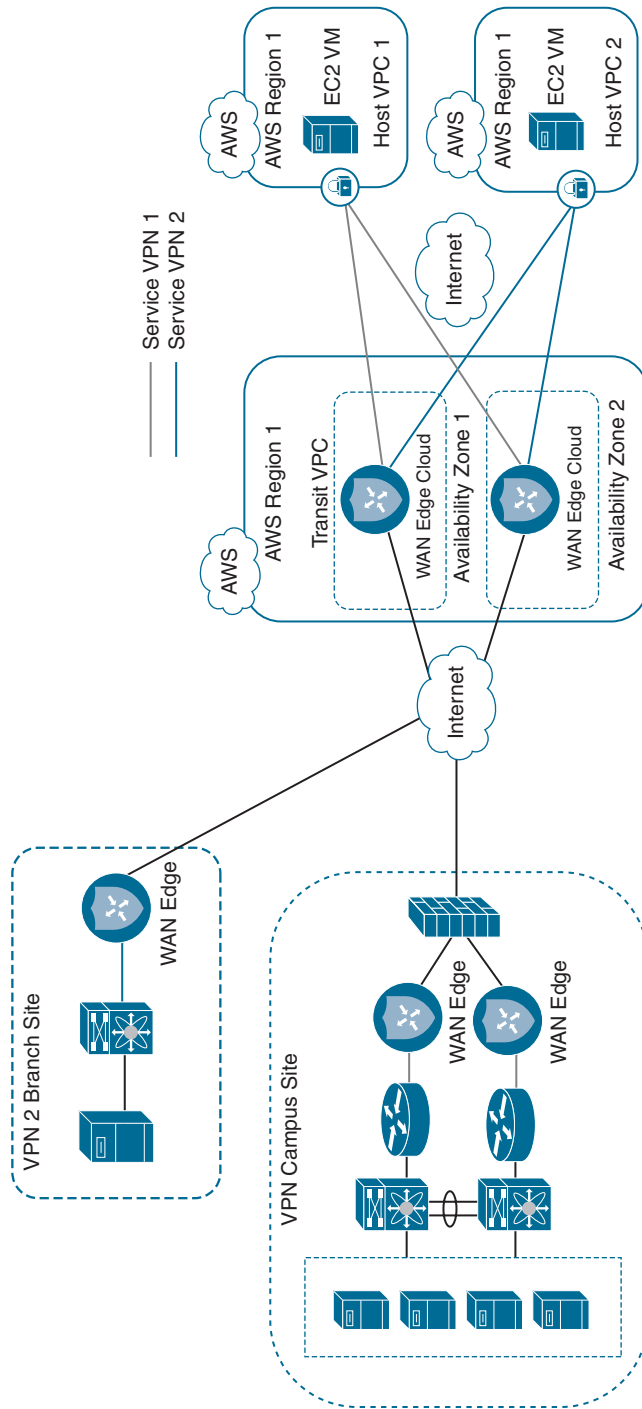 VPN 2 Branch Site
WAN Edge
VPN Campus Site
WAN Edge
WAN Edge
Internet
AWS
AWS Region 1
Transit VPC
WAN Edge Cloud
Availability Zone 1
WAN Edge Cloud
Availability Zone 2
Service VPN 1
Service VPN 2
Internet
AWS
AWS Region 1
EC2 VM
Host VPC 1
AWS
AWS Region 1
EC2 VM
Host VPC 2